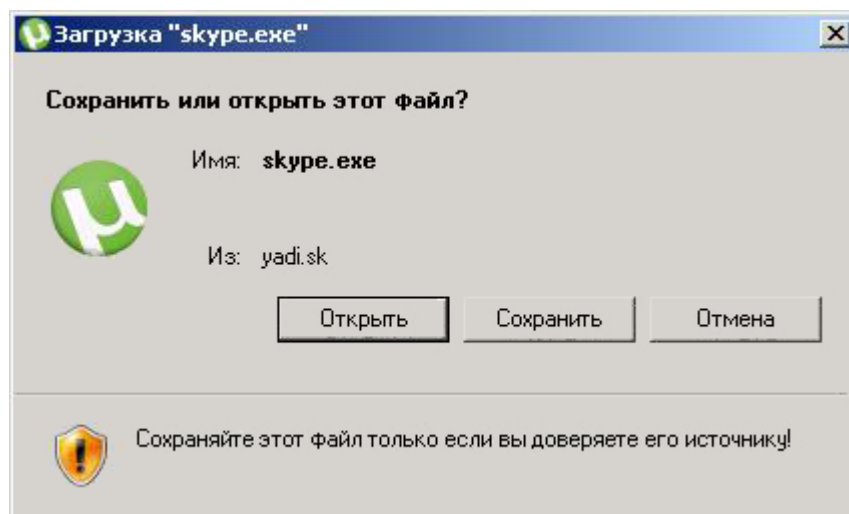 Загрузка "skype.exe"
Сохранить или открыть этот файл?
Имя: skype.exe
Из: yadi.sk
Открыть Сохранить Отмена
Сохраняйте этот файл только если вы доверяете его источнику!